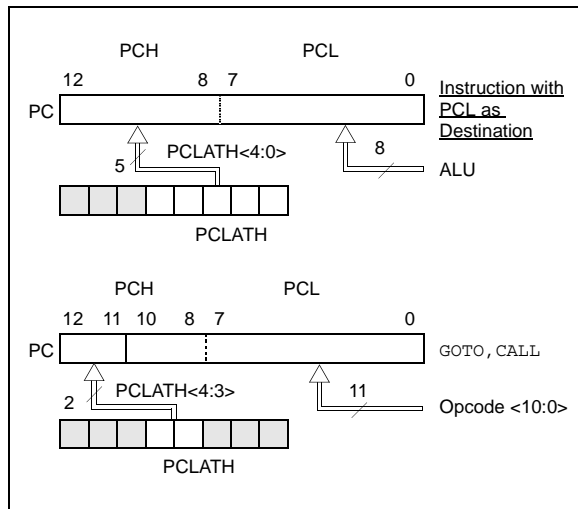 PCH PCL
12 8 7 0
PC
Instruction with
PCL as
Destination
5 PCLATH<4:0> 8
ALU
PCLATH
PCH PCL
12 11 10 8 7 0
PC GOTO,CALL
2 PCLATH<4:3> 11
Opcode <10:0>
PCLATH